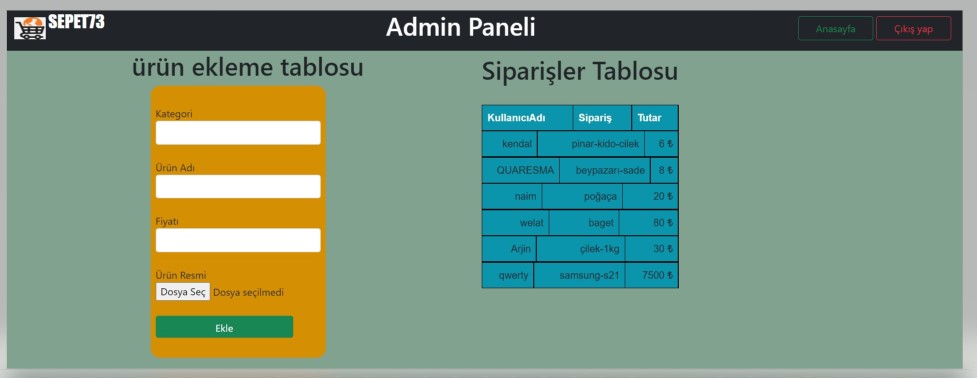 SEPET73
Admin Paneli
Anasayfa
Çıkış yap
ürün ekleme tablosu
Kategori
Ürün Adı
Fiyatı
Ürün Resmi
Dosya Seç Dosya seçilmedi
Ekle
Siparişler Tablosu
KullanıcıAdı Sipariş Tutar
kendal pinar-kido-cilek 6 ₺
QUARESMA beypazarı-sade 8 ₺
naim poğaça 20 ₺
welat baget 80 ₺
Arjin çilek-1kg 30 ₺
qwerty samsung-s21 7500 ₺